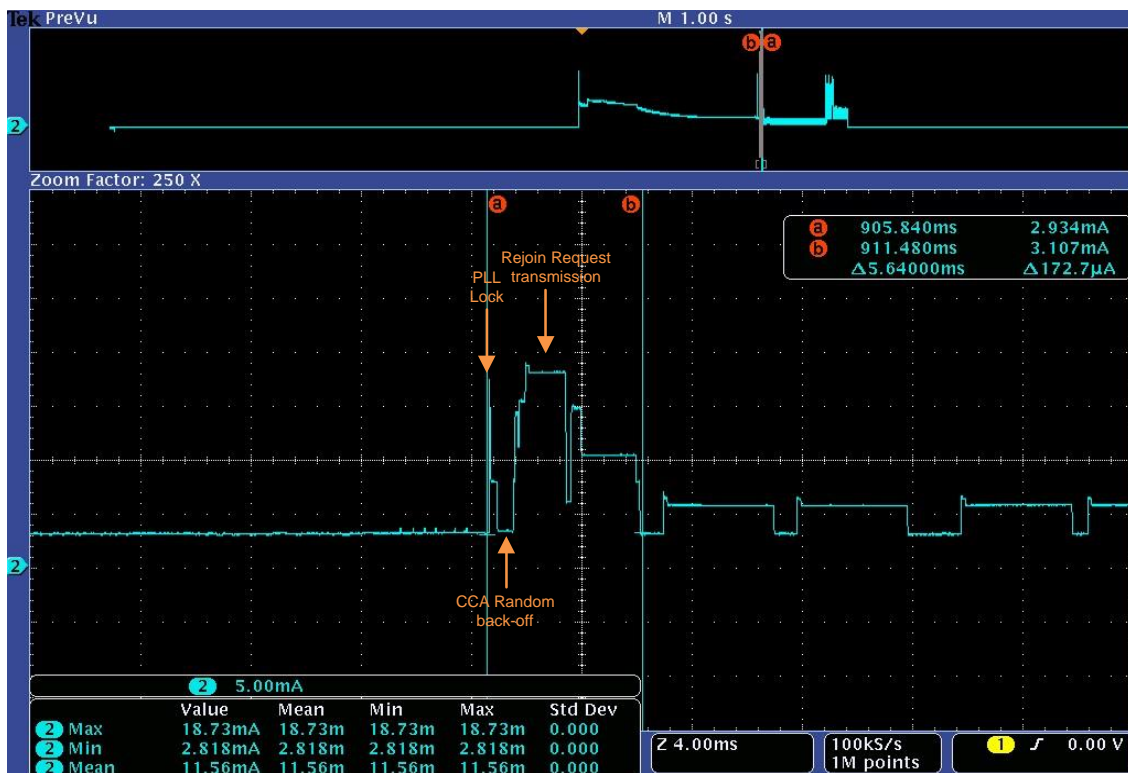 Tek PreVu M 1.00 s
b a
2
Zoom Factor: 250 X
a b
a 905.840ms 2.934mA
b 911.480ms 3.107mA
Δ5.64000ms Δ172.7µA
Rejoin Request
transmission
PLL
Lock
2
CCA Random
back-off
2 5.00mA
Value Mean Min Max Std Dev
2 Max 18.73mA 18.73m 18.73m 18.73m 0.000
2 Min 2.818mA 2.818m 2.818m 2.818m 0.000
2 Mean 11.56mA 11.56m 11.56m 11.56m 0.000
Z 4.00ms
100kS/s
1M points
1 0.00 V